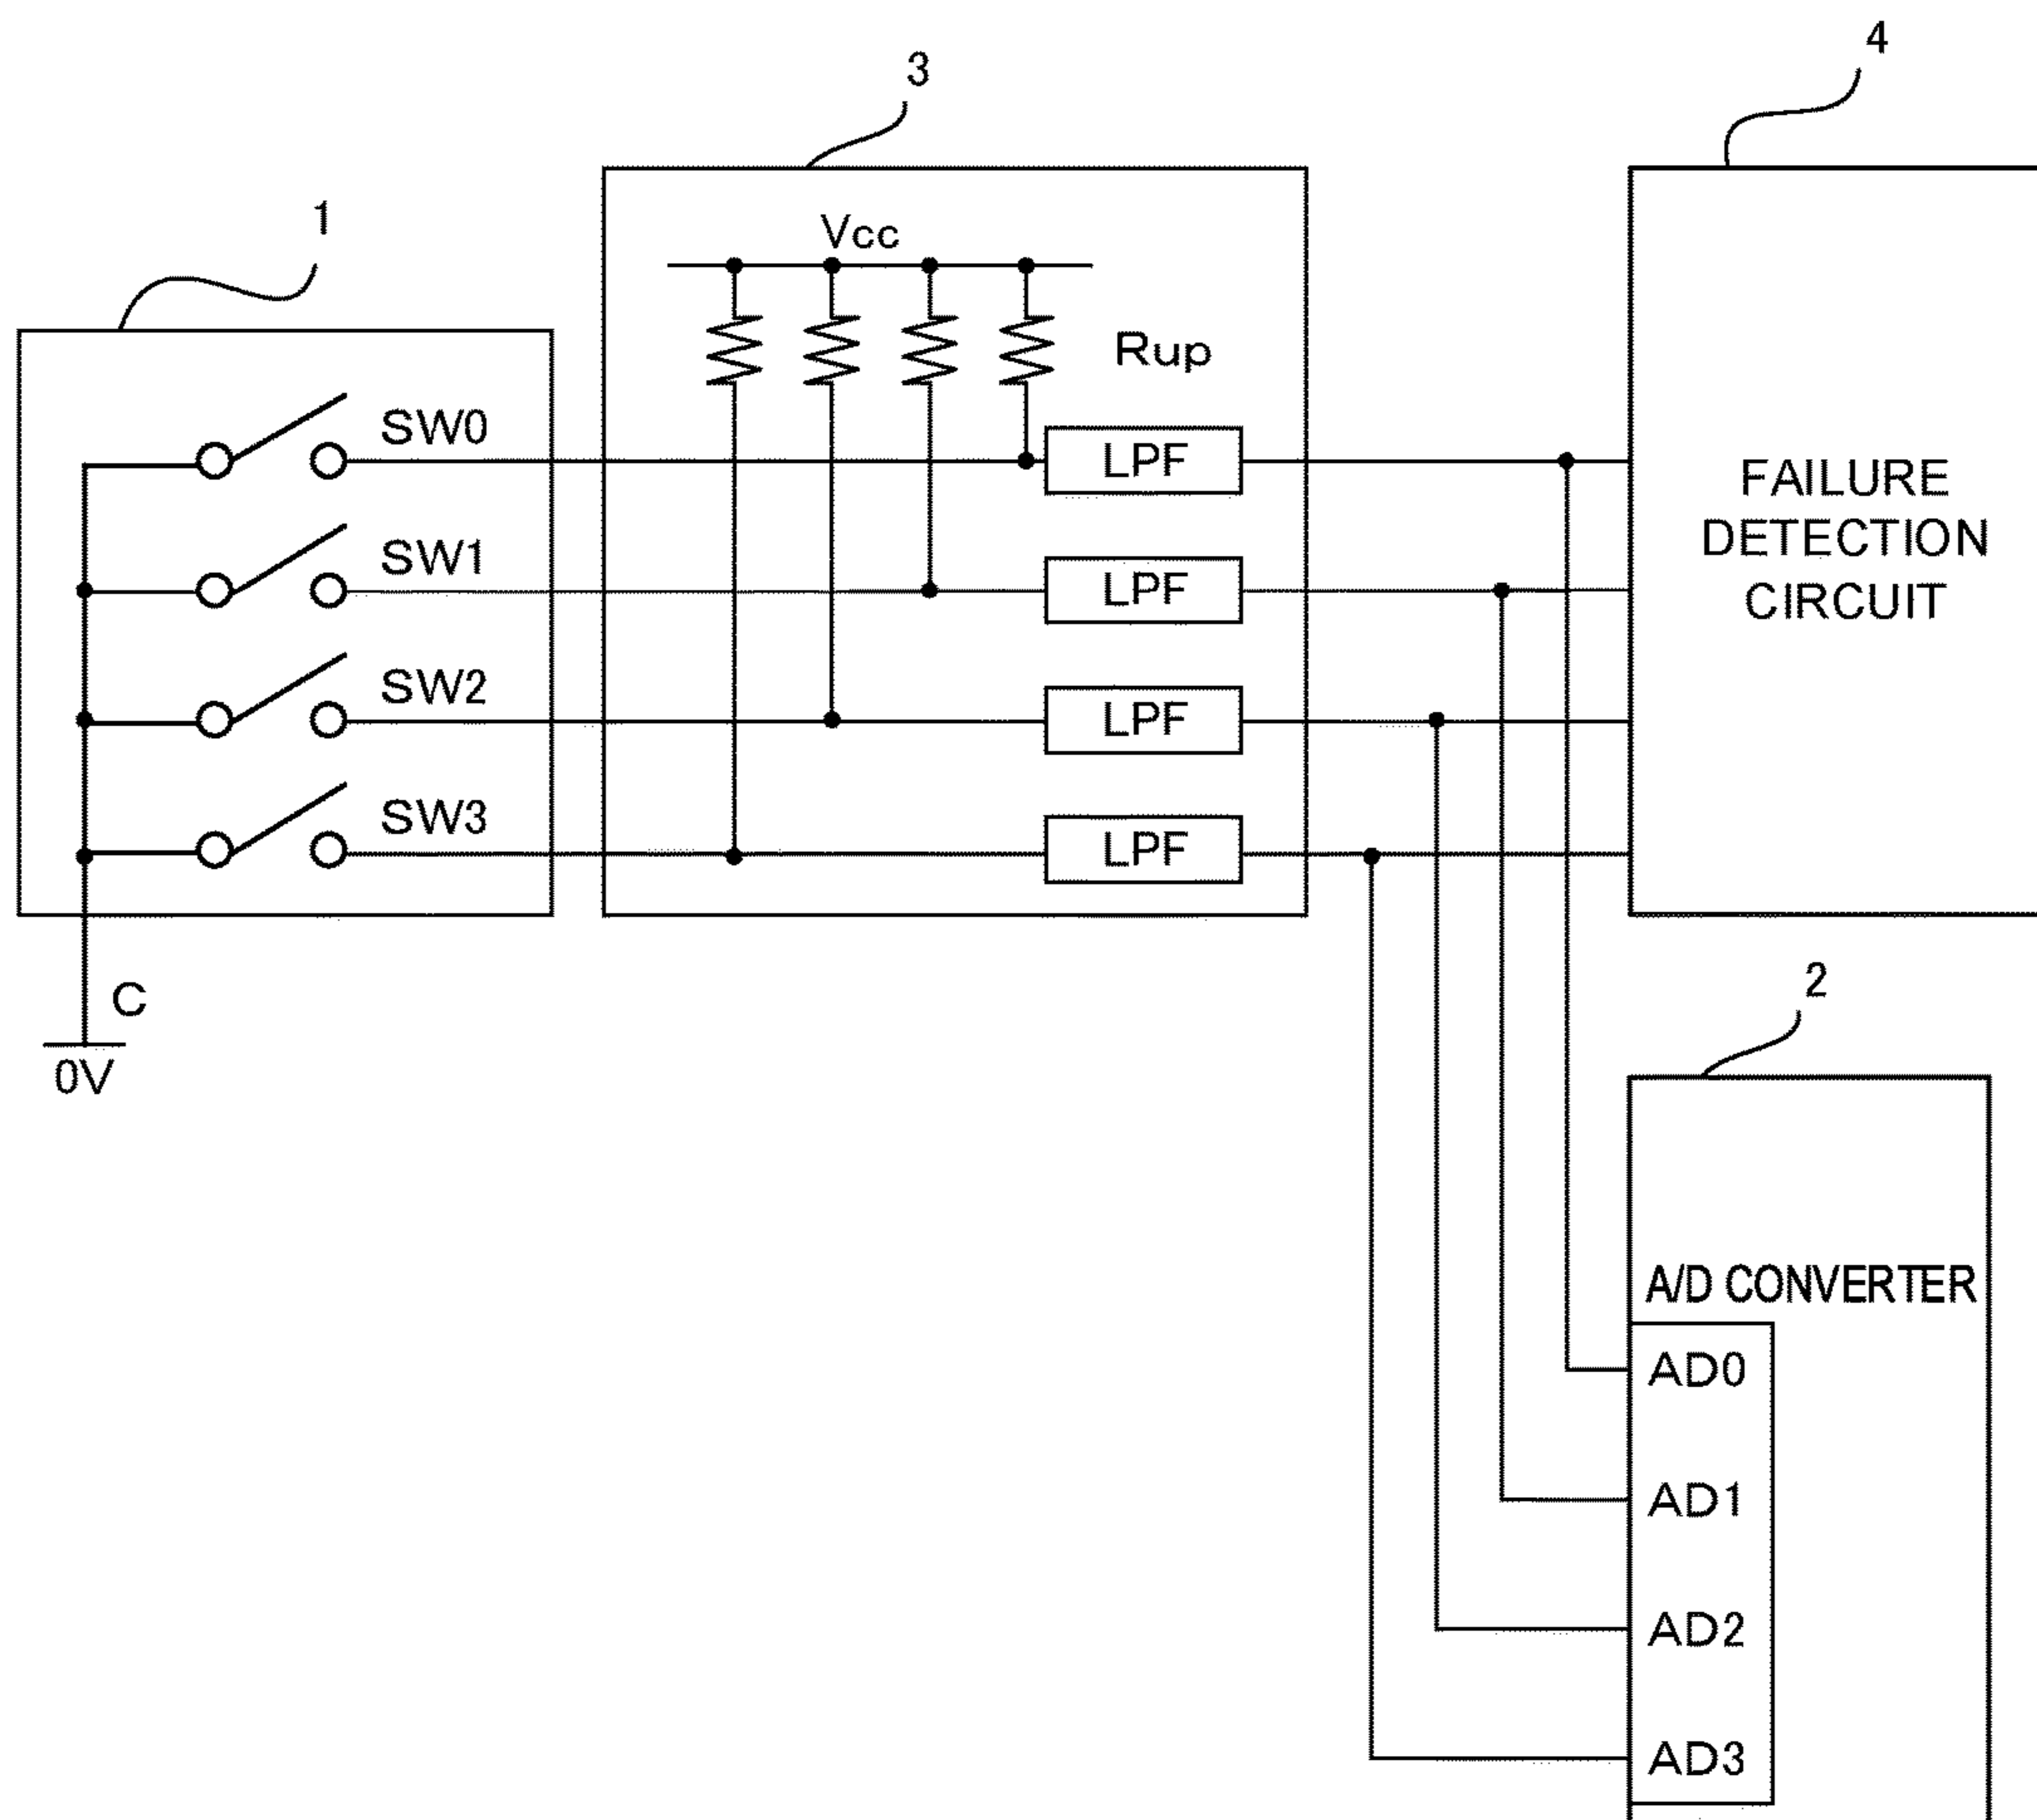 4
3
1
Vcc
Rup
SW0
LPF
SW1
LPF
SW2
LPF
SW3
LPF
FAILURE
DETECTION
CIRCUIT
C
0V
2
A/D CONVERTER
AD0
AD1
AD2
AD3